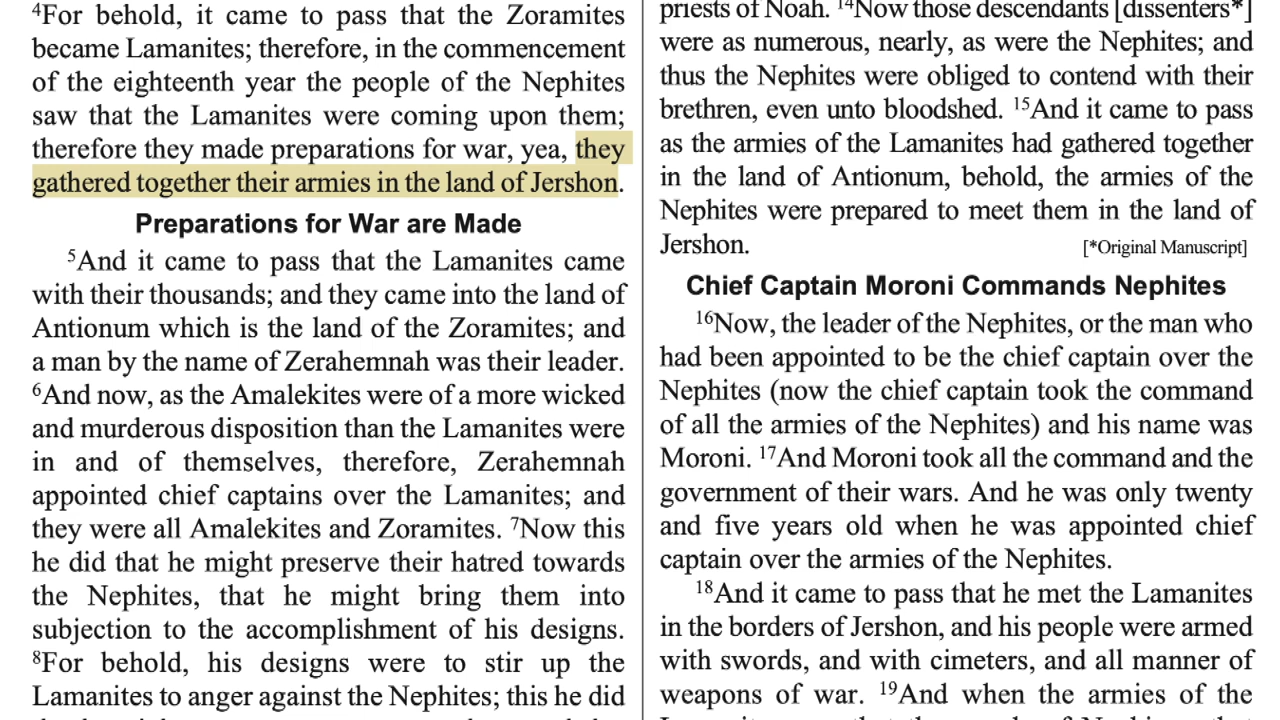 ⁴For behold, it came to pass that the Zoramites
became Lamanites; therefore, in the commencement
of the eighteenth year the people of the Nephites
saw that the Lamanites were coming upon them;
therefore they made preparations for war, yea, they
gathered together their armies in the land of Jershon.
Preparations for War are Made
⁵And it came to pass that the Lamanites came
with their thousands; and they came into the land of
Antionum which is the land of the Zoramites; and
a man by the name of Zerahemnah was their leader.
⁶And now, as the Amalekites were of a more wicked
and murderous disposition than the Lamanites were
in and of themselves, therefore, Zerahemnah
appointed chief captains over the Lamanites; and
they were all Amalekites and Zoramites. ⁷Now this
he did that he might preserve their hatred towards
the Nephites, that he might bring them into
subjection to the accomplishment of his designs.
⁸For behold, his designs were to stir up the
Lamanites to anger against the Nephites; this he did
priests of Noah. ¹⁴Now those descendants [dissenters*]
were as numerous, nearly, as were the Nephites; and
thus the Nephites were obliged to contend with their
brethren, even unto bloodshed. ¹⁵And it came to pass
as the armies of the Lamanites had gathered together
in the land of Antionum, behold, the armies of the
Nephites were prepared to meet them in the land of
Jershon. [*Original Manuscript]
Chief Captain Moroni Commands Nephites
¹⁶Now, the leader of the Nephites, or the man who
had been appointed to be the chief captain over the
Nephites (now the chief captain took the command
of all the armies of the Nephites) and his name was
Moroni. ¹⁷And Moroni took all the command and the
government of their wars. And he was only twenty
and five years old when he was appointed chief
captain over the armies of the Nephites.
¹⁸And it came to pass that he met the Lamanites
in the borders of Jershon, and his people were armed
with swords, and with cimeters, and all manner of
weapons of war. ¹⁹And when the armies of the